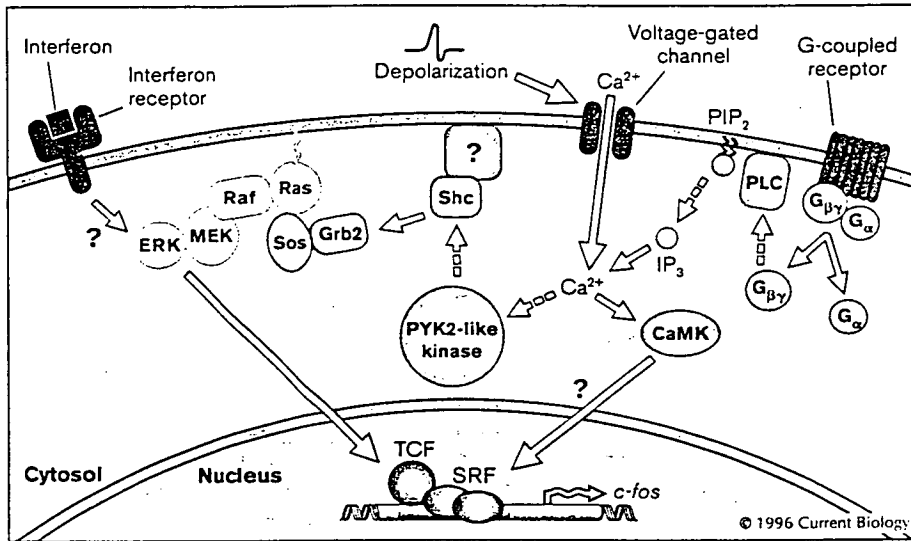 Interferon
Interferon
receptor
Depolarization
Ca²⁺
Voltage-gated
channel
G-coupled
receptor
PIP₂
PLC
Gβγ
Gα
?
Shc
Ras
Raf
MEK
ERK
?
Sos
Grb2
IP₃
Ca²⁺
Gβγ
Gα
PYK2-like
kinase
CaMK
?
Cytosol
Nucleus
TCF
SRF
c-fos
© 1996 Current Biology